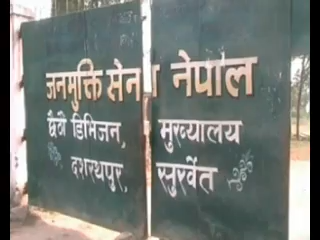 जनमुक्ति सेना नेपाल
डिभिजन, मुख्यालय
दशरथपुर, सुर्खेत